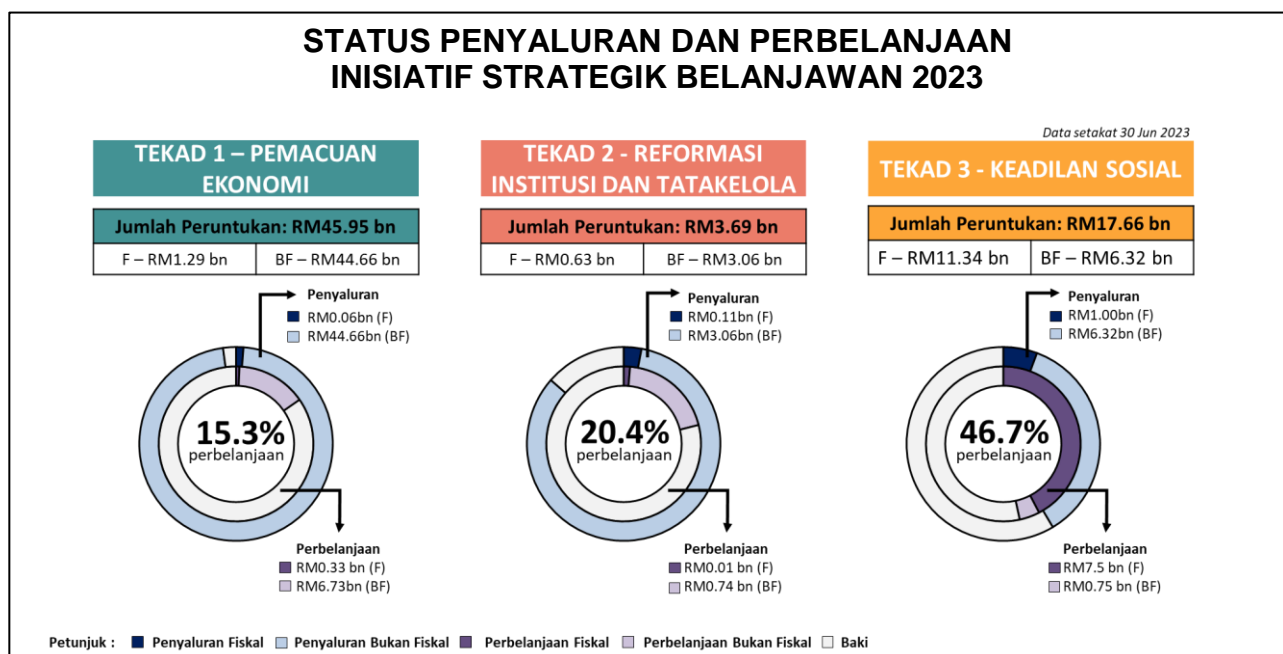 STATUS PENYALURAN DAN PERBELANJAAN
INISIATIF STRATEGIK BELANJAWAN 2023
Data setakat 30 Jun 2023
TEKAD 1 – PEMACUAN
EKONOMI
Jumlah Peruntukan: RM45.95 bn
F – RM1.29 bn
BF – RM44.66 bn
Penyaluran
RM0.06bn (F)
RM44.66bn (BF)
15.3%
perbelanjaan
Perbelanjaan
RM0.33 bn (F)
RM6.73bn (BF)
TEKAD 2 - REFORMASI
INSTITUSI DAN TATAKELOLA
Jumlah Peruntukan: RM3.69 bn
F – RM0.63 bn
BF – RM3.06 bn
Penyaluran
RM0.11bn (F)
RM3.06bn (BF)
20.4%
perbelanjaan
Perbelanjaan
RM0.01 bn (F)
RM0.74 bn (BF)
TEKAD 3 - KEADILAN SOSIAL
Jumlah Peruntukan: RM17.66 bn
F – RM11.34 bn
BF – RM6.32 bn
Penyaluran
RM1.00bn (F)
RM6.32bn (BF)
46.7%
perbelanjaan
Perbelanjaan
RM7.5 bn (F)
RM0.75 bn (BF)
Petunjuk : Penyaluran Fiskal Penyaluran Bukan Fiskal Perbelanjaan Fiskal Perbelanjaan Bukan Fiskal Baki